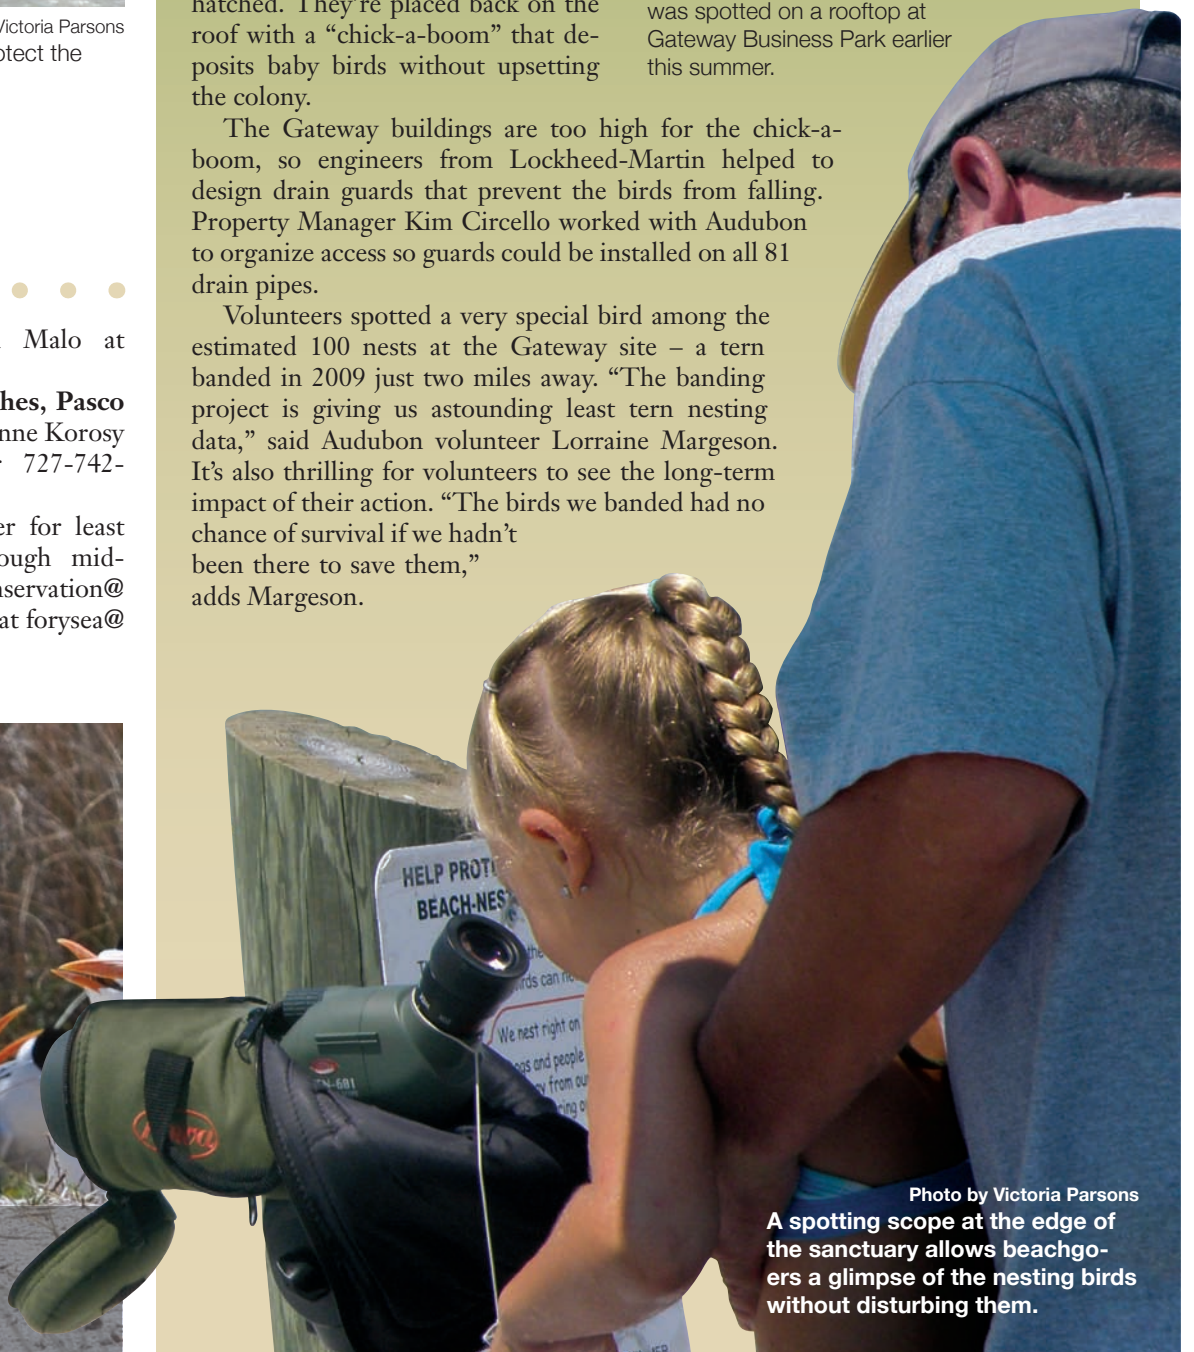 Victoria Parsons
the
Malo at
Pasco
Korosy
727-742-
for least
mid-
at forysea@
hatched. They’re placed back on the
roof with a “chick-a-boom” that de-
posits baby birds without upsetting
the colony.
was spotted on a rooftop at
Gateway Business Park earlier
this summer.
The Gateway buildings are too high for the chick-a-
boom, so engineers from Lockheed-Martin helped to
design drain guards that prevent the birds from falling.
Property Manager Kim Circello worked with Audubon
to organize access so guards could be installed on all 81
drain pipes.
Volunteers spotted a very special bird among the
estimated 100 nests at the Gateway site – a tern
banded in 2009 just two miles away. “The banding
project is giving us astounding least tern nesting
data,” said Audubon volunteer Lorraine Margeson.
It’s also thrilling for volunteers to see the long-term
impact of their action. “The birds we banded had no
chance of survival if we hadn’t
been there to save them,”
adds Margeson.
HELP
We nest right on
and people
from
Photo by Victoria Parsons
A spotting scope at the edge of
the sanctuary allows beachgo-
ers a glimpse of the nesting birds
without disturbing them.